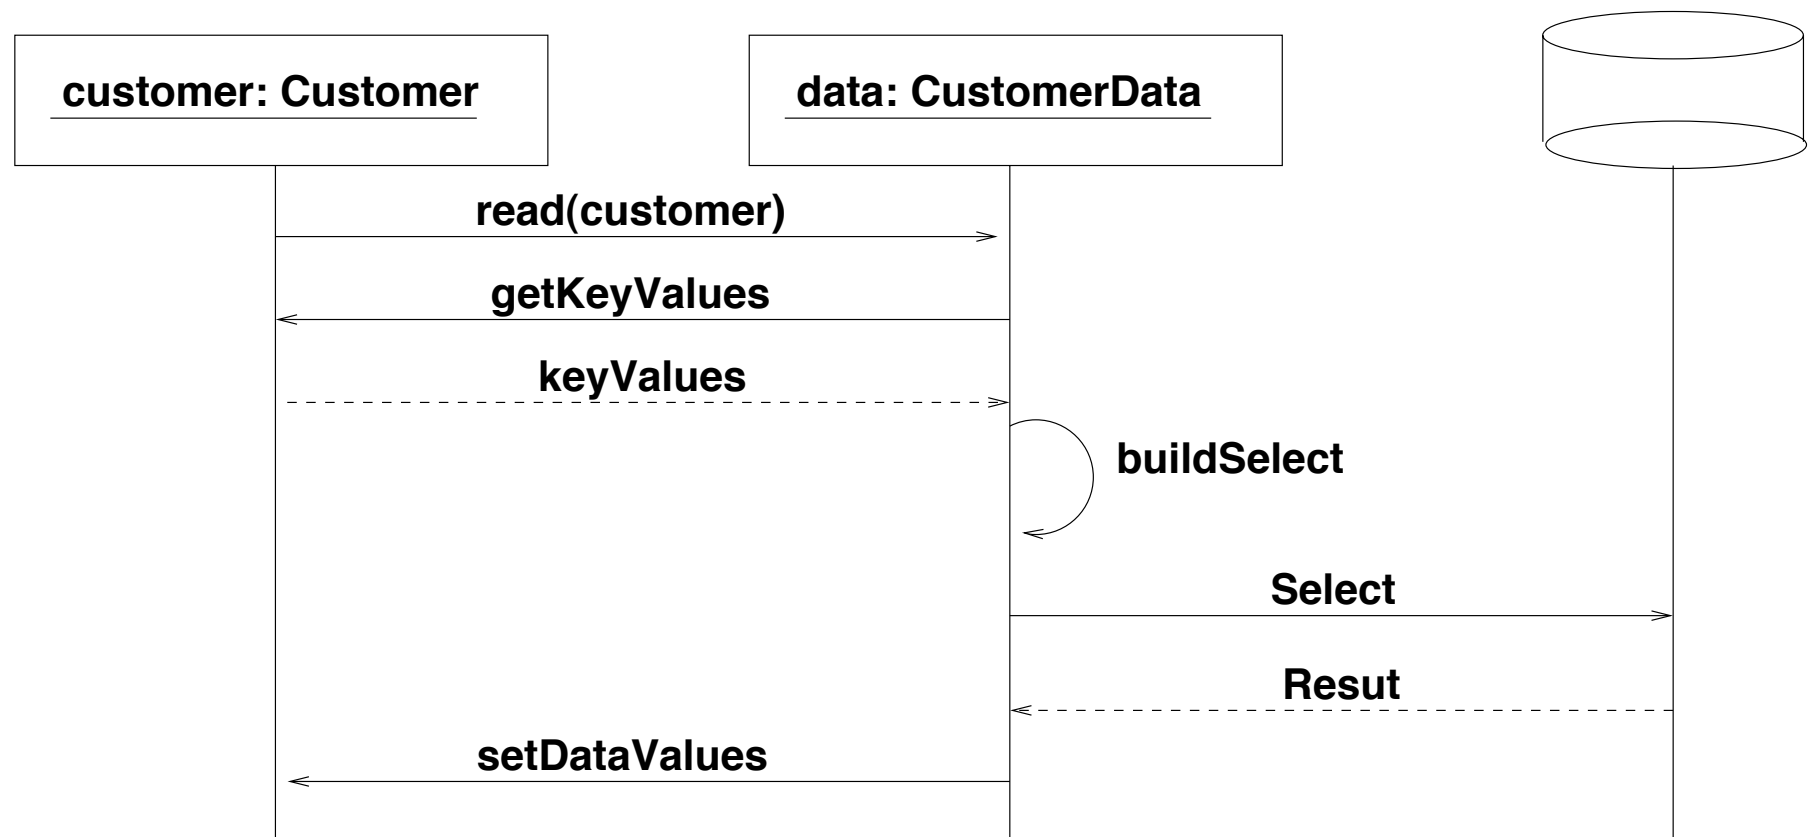 customer: Customer
data: CustomerData
read(customer)
getKeyValues
keyValues
buildSelect
Select
Resut
setDataValues